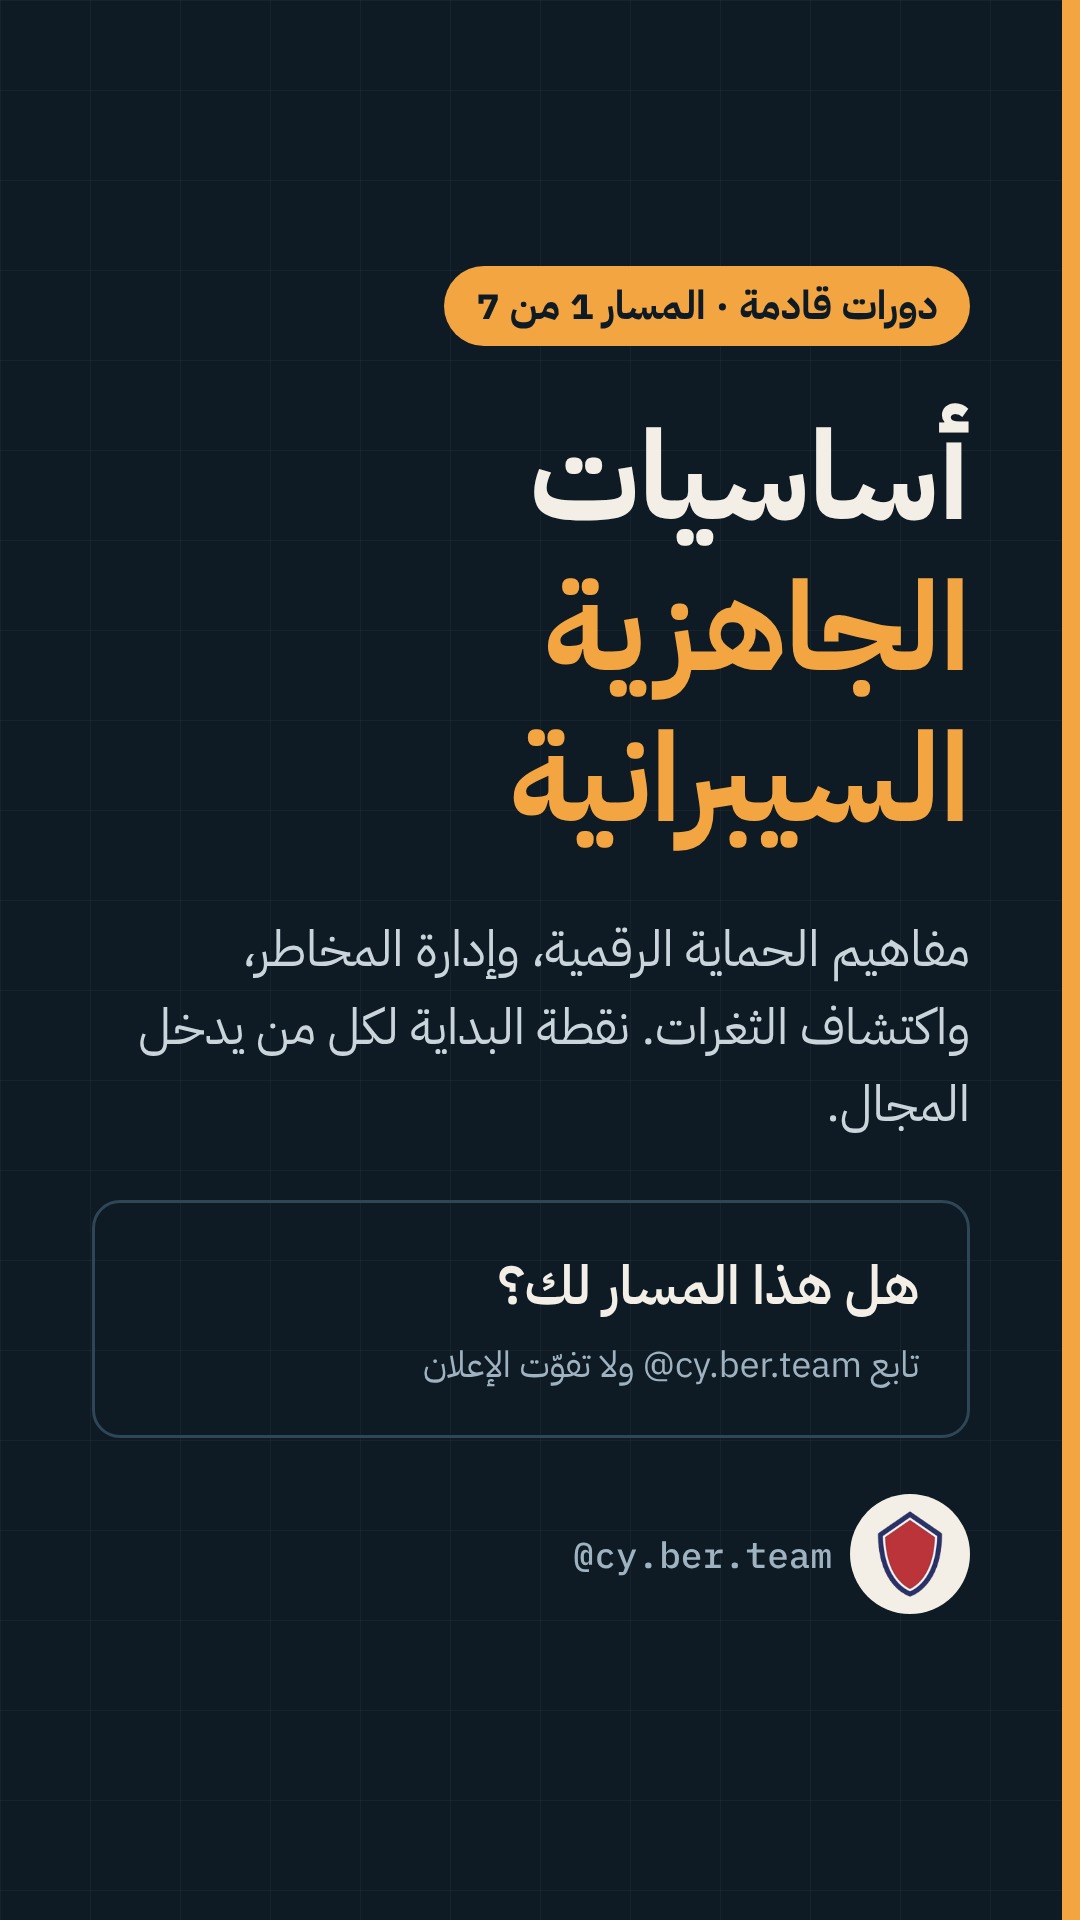 دورات قادمة · المسار 1 من 7
أساسيات
الجاهزية
السيبرانية
مفاهيم الحماية الرقمية، وإدارة المخاطر،
واكتشاف الثغرات. نقطة البداية لكل من يدخل
المجال.
هل هذا المسار لك؟
تابع cy.ber.team@ ولا تفوّت الإعلان
@cy.ber.team